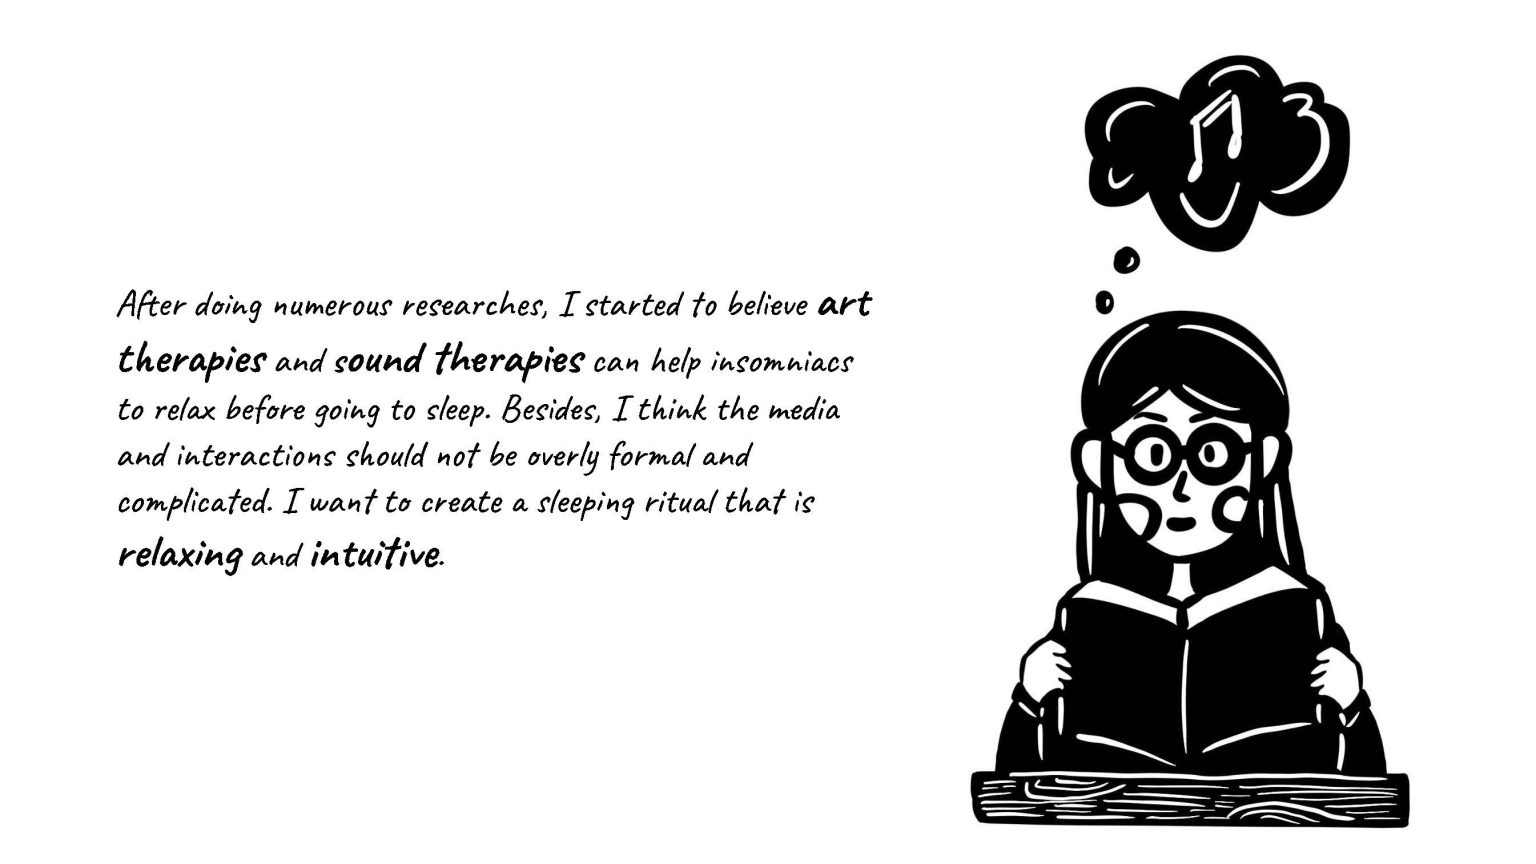 After doing numerous researches, I started to believe art
therapies and sound therapies can help insomniacs
to relax before going to sleep. Besides, I think the media
and interactions should not be overly formal and
complicated. I want to create a sleeping ritual that is
relaxing and intuitive.